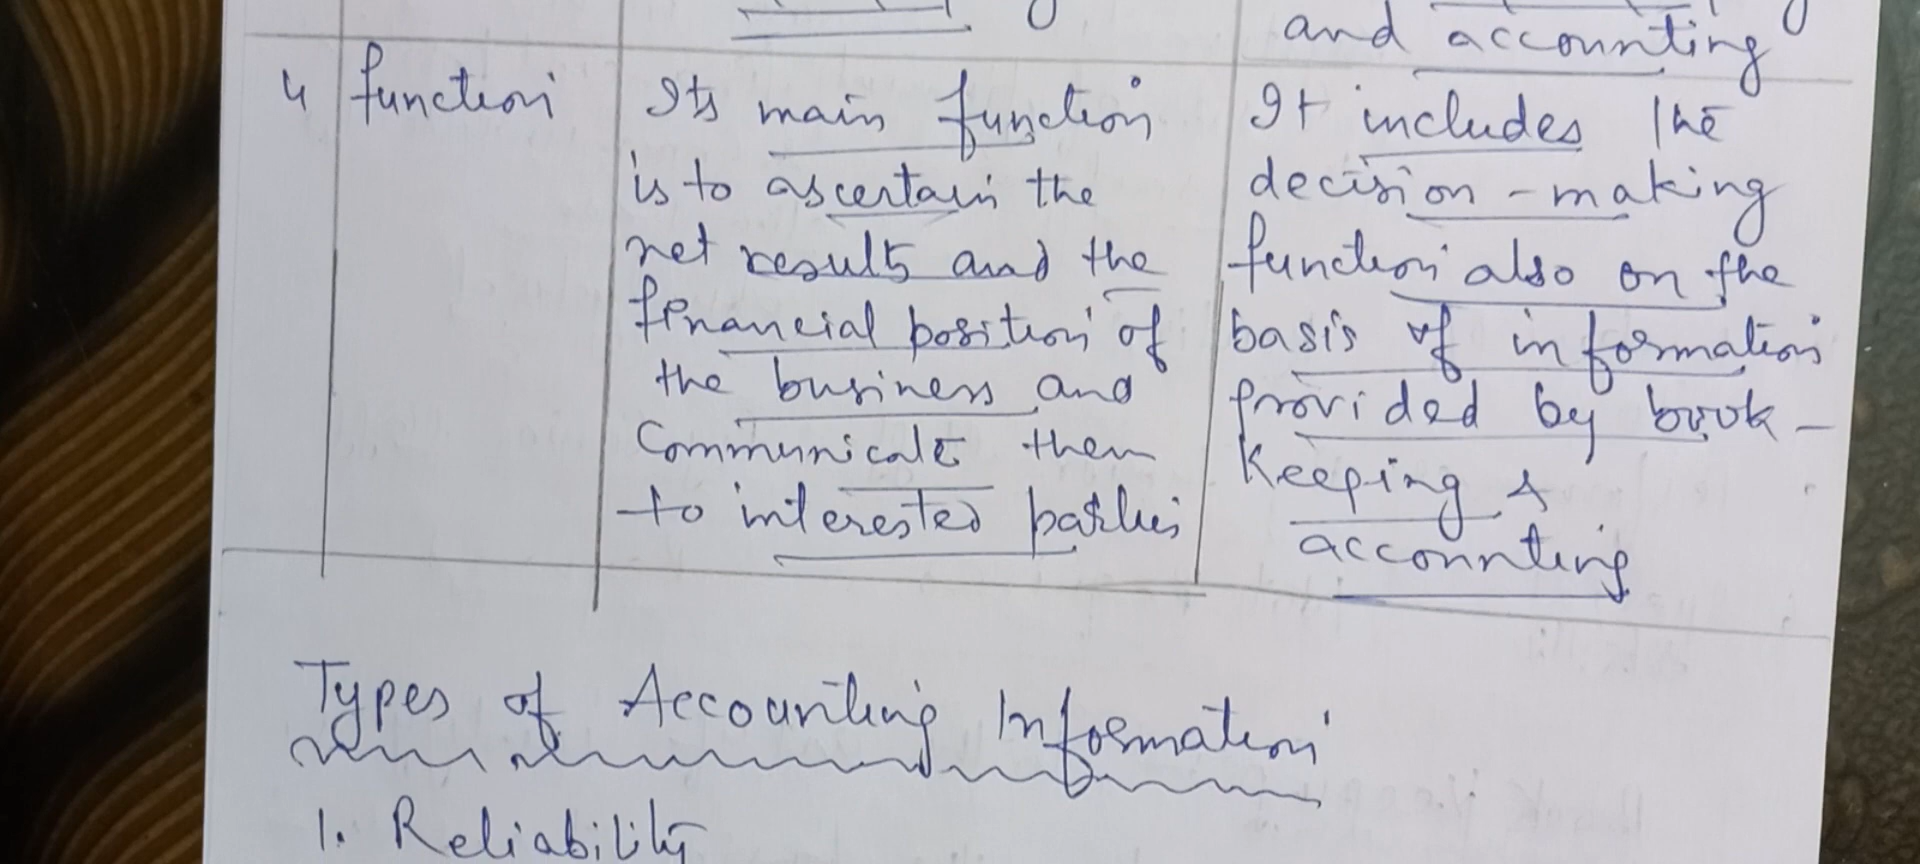 and accounting
4 function Its main function
is to ascertain the
net results and the
financial position of
the business and
Communicate them
to interested parties
It includes the
decision-making
function also on the
basis of information
provided by book-
Keeping &
accounting
Types of Accounting Information
1. Reliability